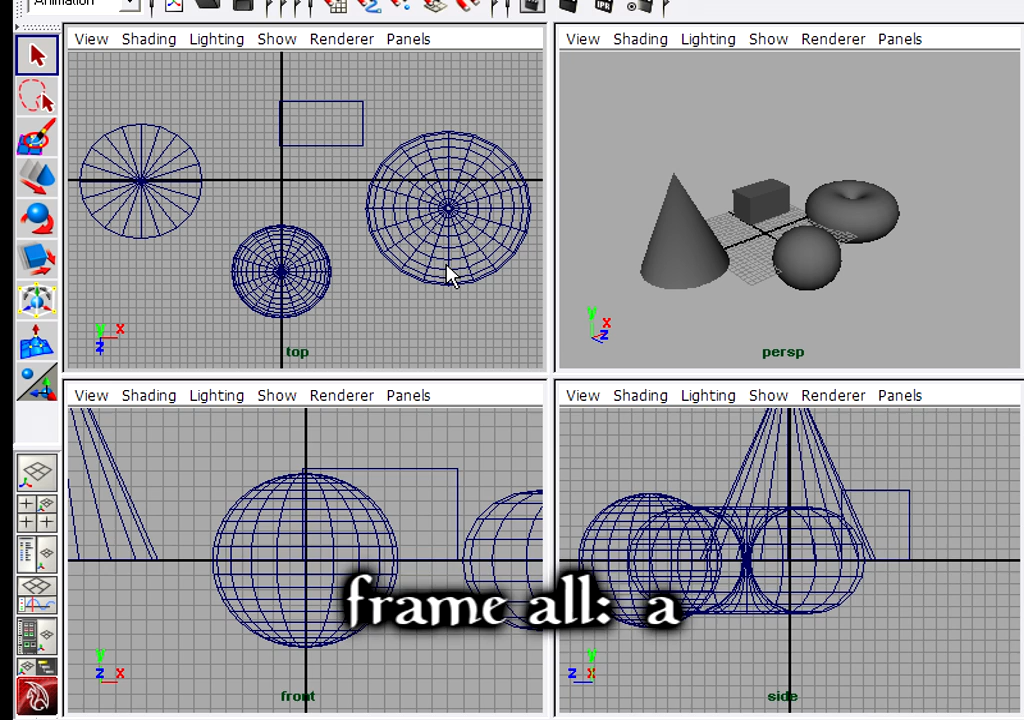 Animation
IPR
View Shading Lighting Show Renderer Panels
View Shading Lighting Show Renderer Panels
y x
z
top
y
x
z
persp
View Shading Lighting Show Renderer Panels
View Shading Lighting Show Renderer Panels
frame all: a
y
z x
front
y
z x
side